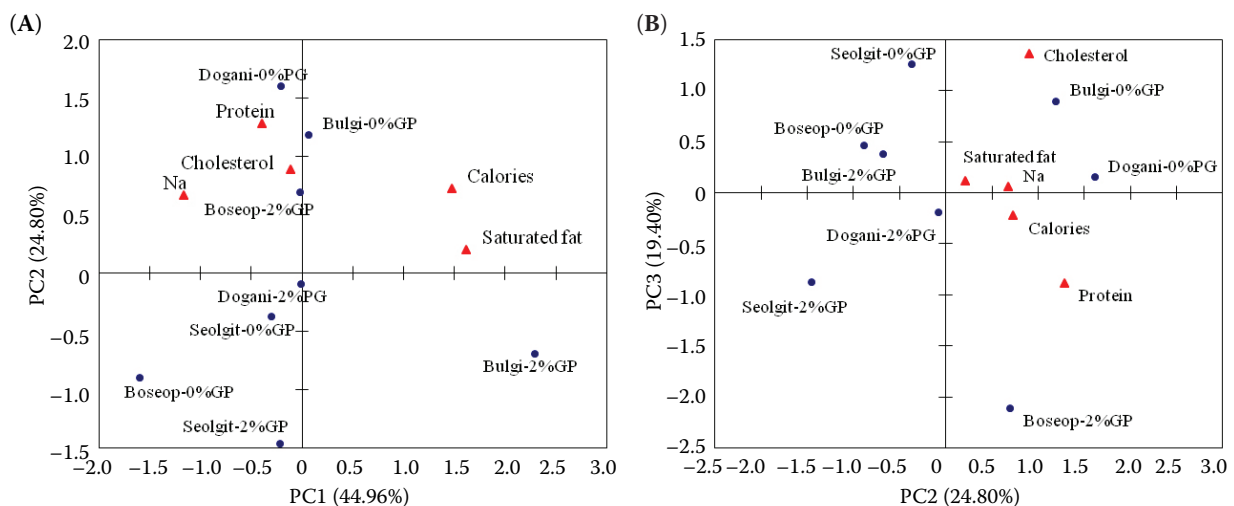 (A)
2.0
1.5
1.0
0.5
0
−0.5
−1.0
−1.5
PC2 (24.80%)
Dogani-0%PG
Protein
Bulgi-0%GP
Cholesterol
Na
Boseop-2%GP
Calories
Saturated fat
Dogani-2%PG
Seolgit-0%GP
Bulgi-2%GP
Boseop-0%GP
Seolgit-2%GP
−2.0 −1.5 −1.0 −0.5 0 0.5 1.0 1.5 2.0 2.5 3.0
PC1 (44.96%)
(B)
1.5
1.0
0.5
0
−0.5
−1.0
−1.5
−2.0
−2.5
PC3 (19.40%)
Seolgit-0%GP
Cholesterol
Bulgi-0%GP
Boseop-0%GP
Saturated fat
Bulgi-2%GP
Na
Dogani-0%PG
Dogani-2%PG
Calories
Seolgit-2%GP
Protein
Boseop-2%GP
−2.5 −2.0 −1.5 −1.0 −0.5 0 0.5 1.0 1.5 2.0 2.5 3.0
PC2 (24.80%)